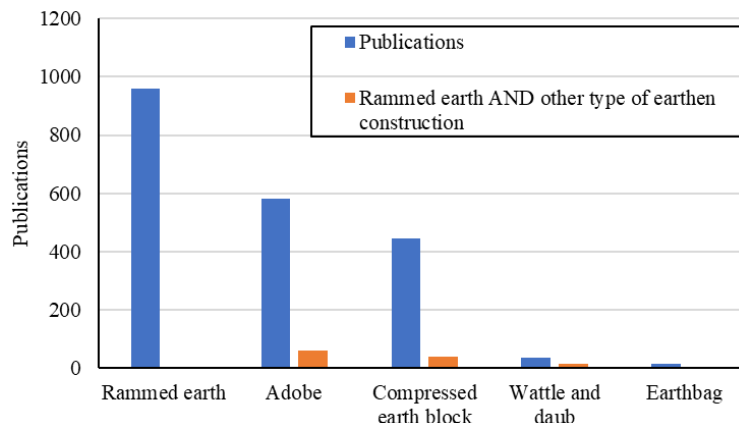 1200
1000
800
600
400
200
0
Publications
Publications
Rammed earth AND other type of earthen
construction
Rammed earth
Adobe
Compressed
earth block
Wattle and
daub
Earthbag